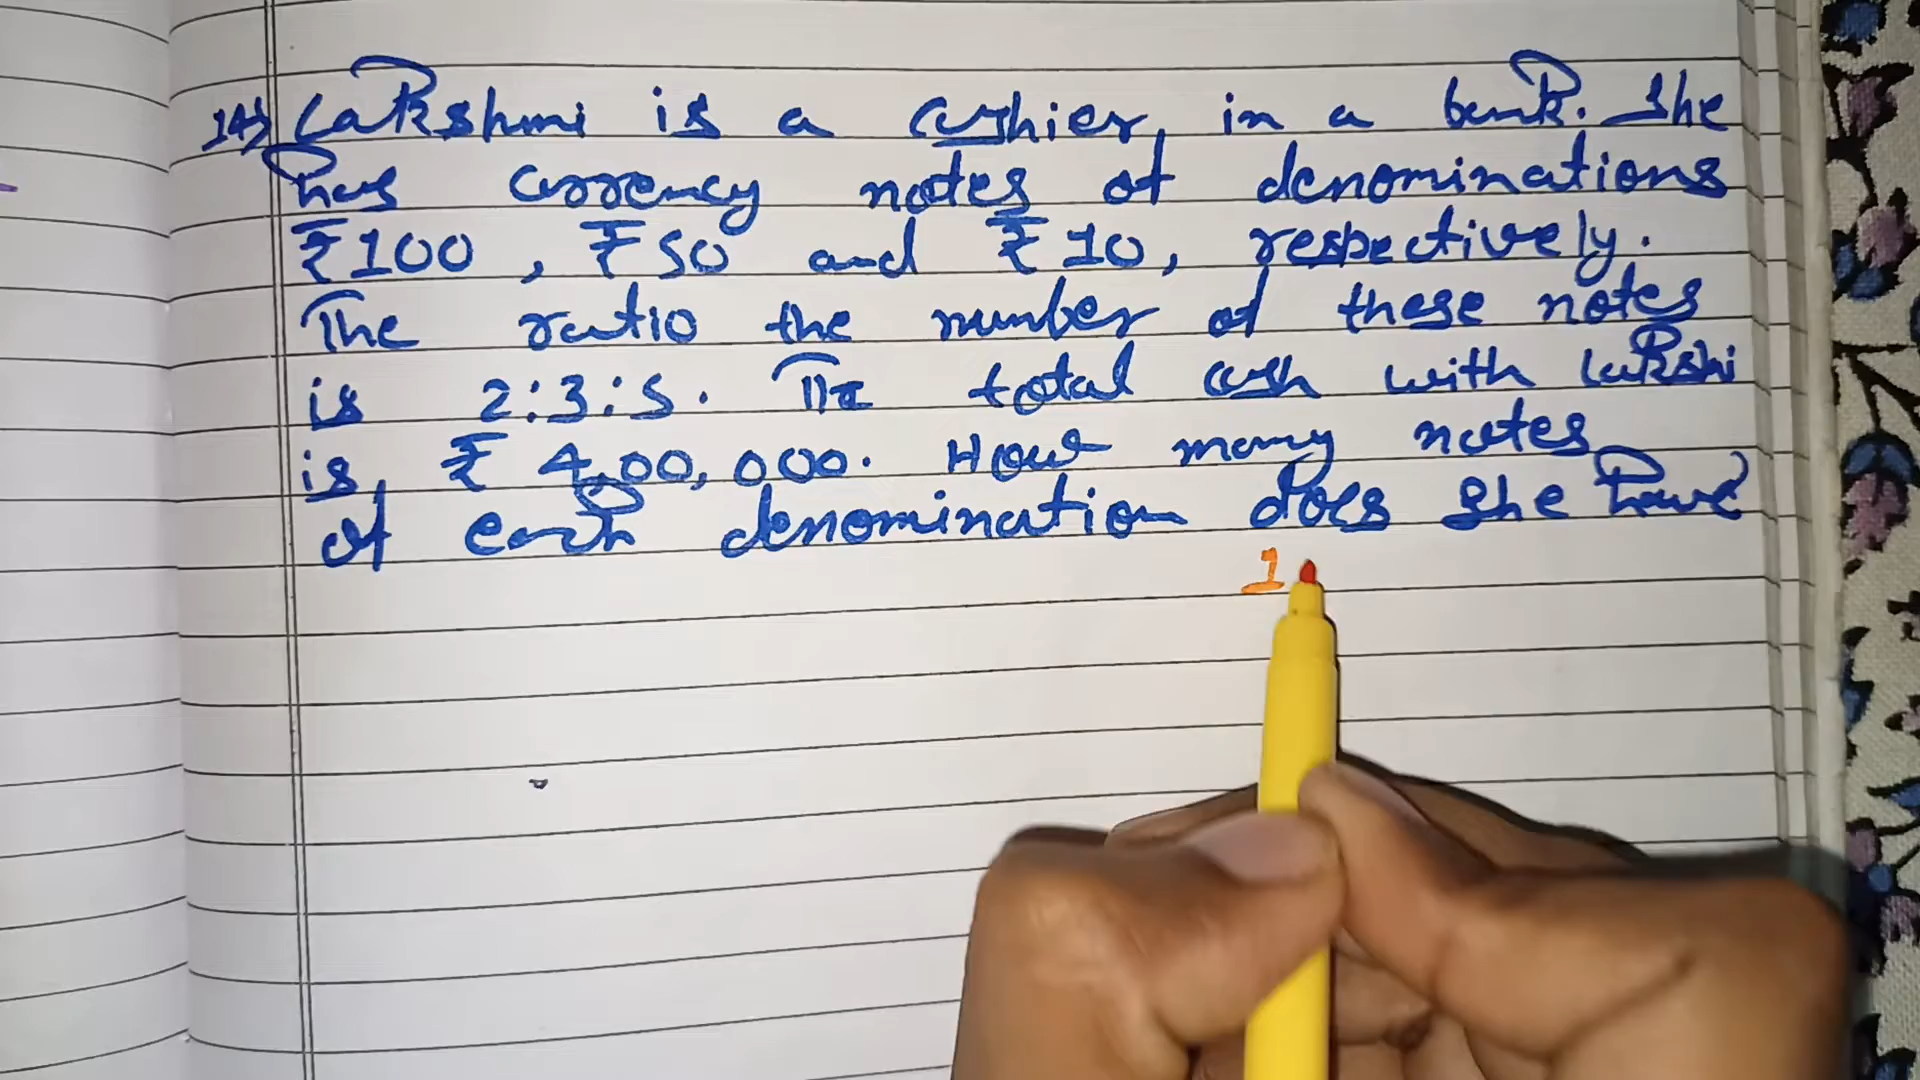 14) Lakshmi is a cashier, in a bank. She
has currency notes of denominations
₹100, ₹50 and ₹10, respectively.
The ratio the number of these notes
is 2:3:5. The total cash with Lakshi
is, ₹ 4,00,000. How many notes
of each denomination does she have?
1